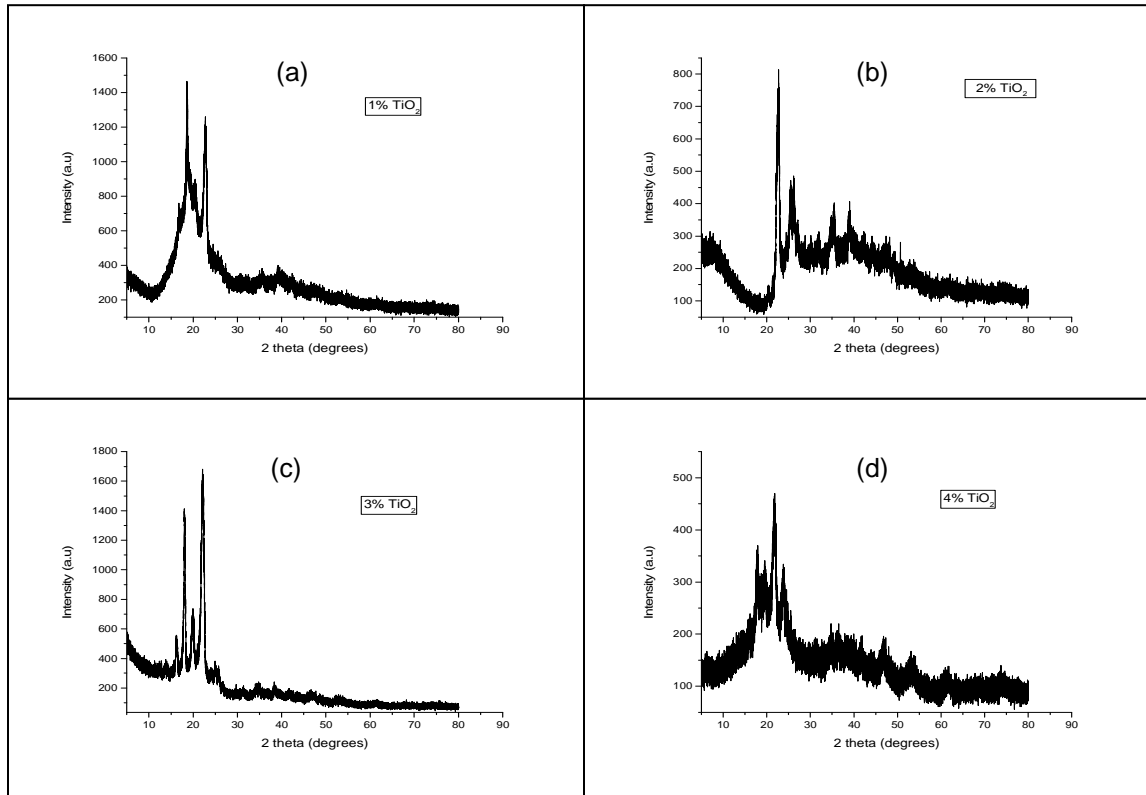 (a)
1% TiO₂
Intensity (a.u)
1600
1400
1200
1000
800
600
400
200
10 20 30 40 50 60 70 80 90
2 theta (degrees)
(b)
2% TiO₂
Intensity (a.u)
800
700
600
500
400
300
200
100
10 20 30 40 50 60 70 80 90
2 theta (degrees)
(c)
3% TiO₂
Intensity (a.u)
1800
1600
1400
1200
1000
800
600
400
200
10 20 30 40 50 60 70 80 90
2 theta (degrees)
(d)
4% TiO₂
Intensity (a.u)
500
400
300
200
150
100
10 20 30 40 50 60 70 80 90
2 theta (degrees)